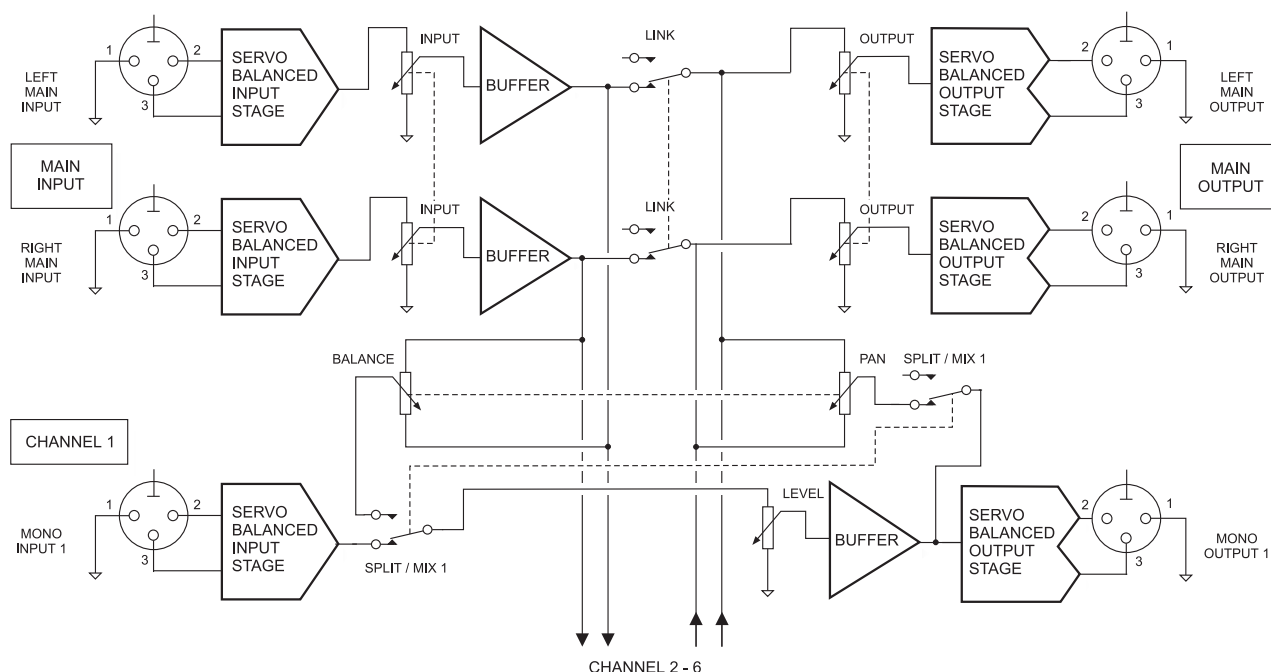 1
2
3
LEFT
MAIN
INPUT
SERVO
BALANCED
INPUT
STAGE
INPUT
BUFFER
LINK
OUTPUT
SERVO
BALANCED
OUTPUT
STAGE
2
1
3
LEFT
MAIN
OUTPUT
MAIN
INPUT
MAIN
OUTPUT
1
2
3
RIGHT
MAIN
INPUT
SERVO
BALANCED
INPUT
STAGE
INPUT
BUFFER
LINK
OUTPUT
SERVO
BALANCED
OUTPUT
STAGE
2
1
3
RIGHT
MAIN
OUTPUT
BALANCE
PAN
SPLIT / MIX 1
CHANNEL 1
1
2
3
MONO
INPUT 1
SERVO
BALANCED
INPUT
STAGE
SPLIT / MIX 1
LEVEL
BUFFER
SERVO
BALANCED
OUTPUT
STAGE
2
1
3
MONO
OUTPUT 1
CHANNEL 2 - 6